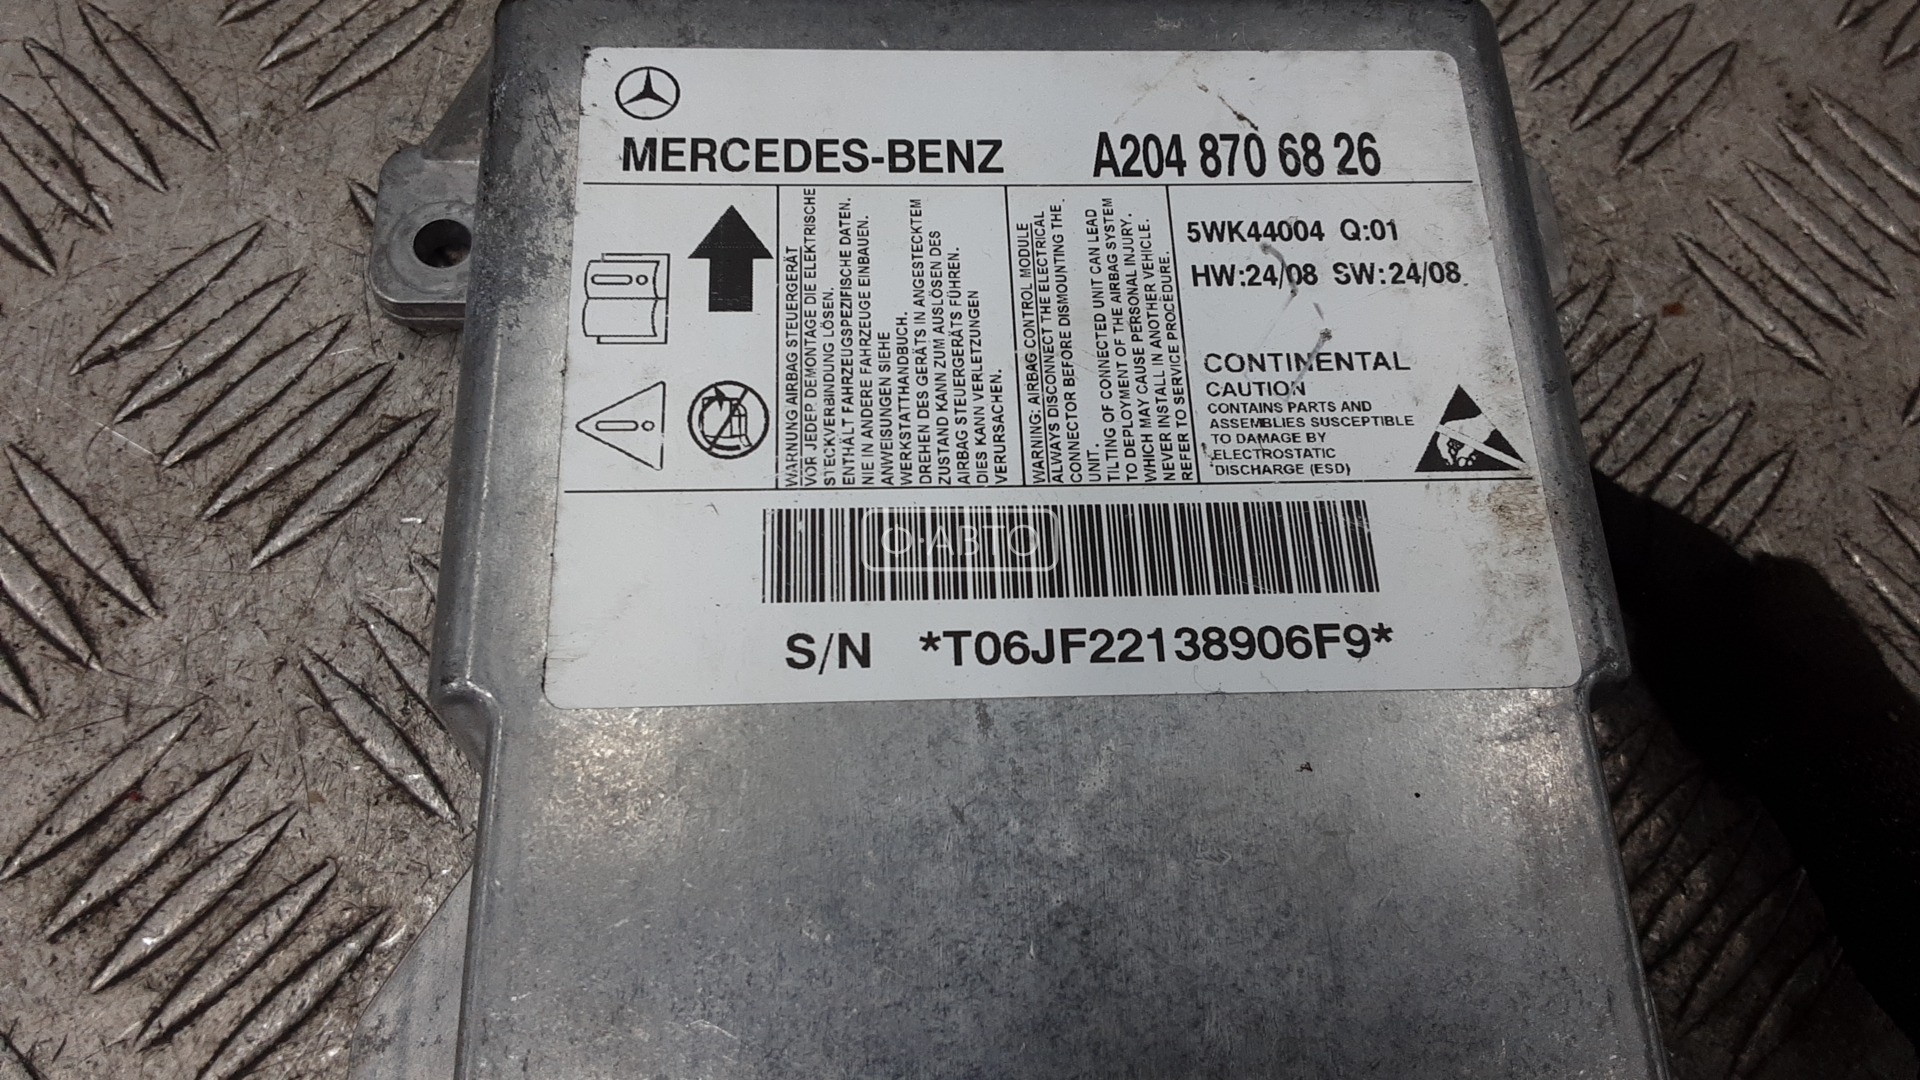 MERCEDES-BENZ A204 870 68 26
WARNUNG AIRBAG STEUERGERÄT
VOR JEDEP DEMONTAGE DIE ELEKTRISCHE
STECKVERBINDUNG LÖSEN.
ENTHÄLT FAHRZEUGSPEZIFISCHE DATEN.
NIE IN ANDERE FAHRZEUGE EINBAUEN.
ANWEISUNGEN SIEHE
WERKSTATTHANDBUCH.
DREHEN DES GERÄTS IN ANGESTECKTEM
ZUSTAND KANN ZUM AUSLÖSEN DES
AIRBAG STEUERGERÄTS FÜHREN.
DIES KANN VERLETZUNGEN
VERURSACHEN.
WARNING: AIRBAG CONTROL MODULE
ALWAYS DISCONNECT THE ELECTRICAL
CONNECTOR BEFORE DISMOUNTING THE
UNIT.
TILTING OF CONNECTED UNIT CAN LEAD
TO DEPLOYMENT OF THE AIRBAG SYSTEM
WHICH MAY CAUSE PERSONAL INJURY.
NEVER INSTALL IN ANOTHER VEHICLE.
REFER TO SERVICE PROCEDURE.
5WK44004 Q:01
HW:24/08 SW:24/08
CONTINENTAL
CAUTION
CONTAINS PARTS AND
ASSEMBLIES SUSCEPTIBLE
TO DAMAGE BY
ELECTROSTATIC
DISCHARGE (ESD)
О·АВТО
S/N *T06JF22138906F9*